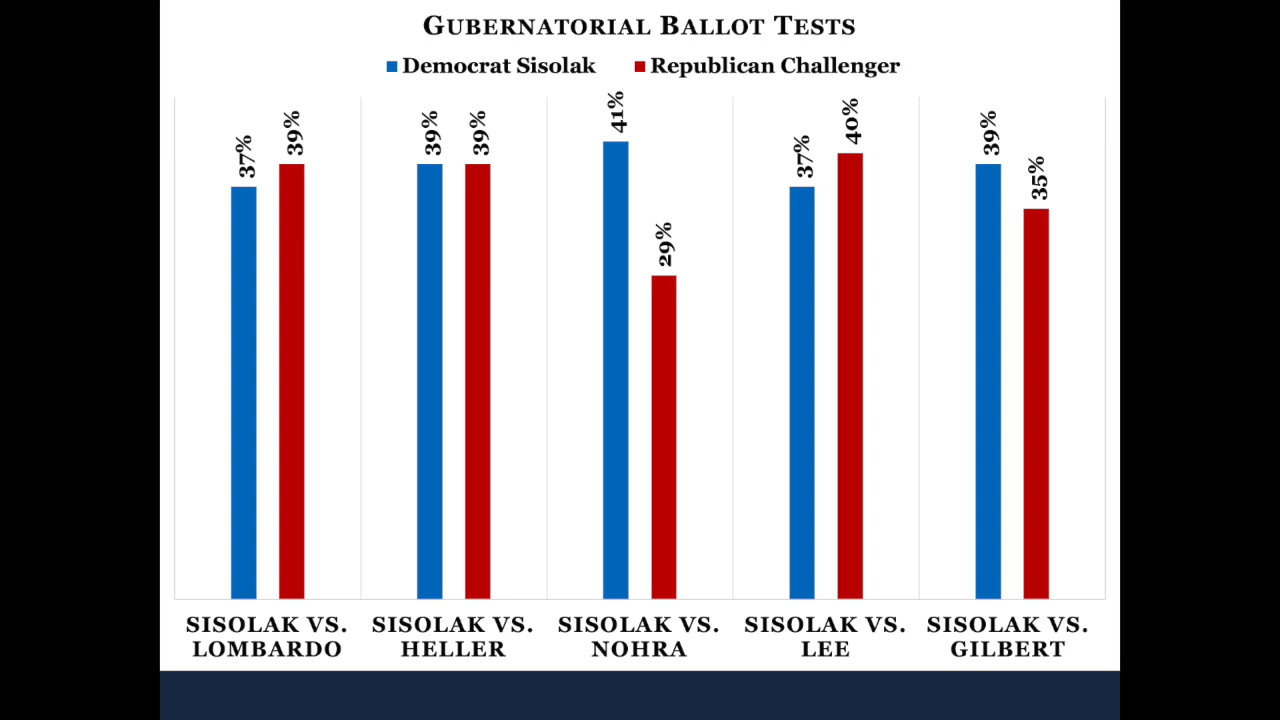 GUBERNATORIAL BALLOT TESTS
Democrat Sisolak
Republican Challenger
37%
39%
39%
39%
41%
29%
37%
40%
39%
35%
SISOLAK VS.
LOMBARDO
SISOLAK VS.
HELLER
SISOLAK VS.
NOHRA
SISOLAK VS.
LEE
SISOLAK VS.
GILBERT